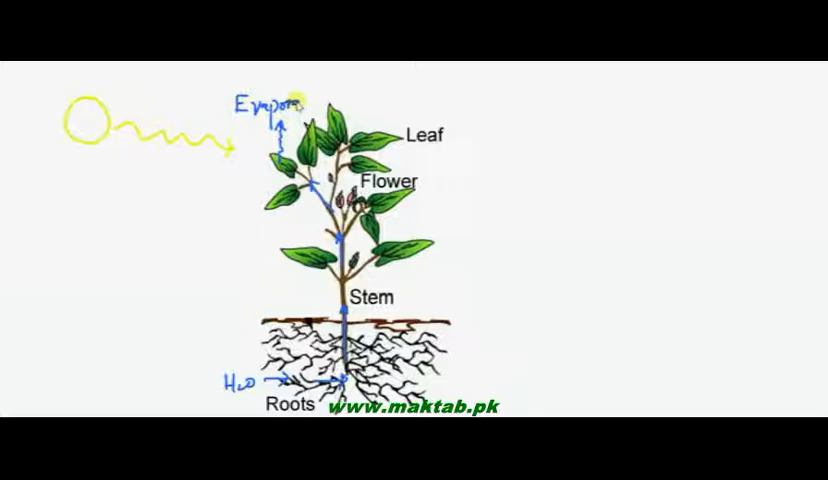 Evapora
Leaf
Flower
Stem
H₂O
Roots
www.maktab.pk